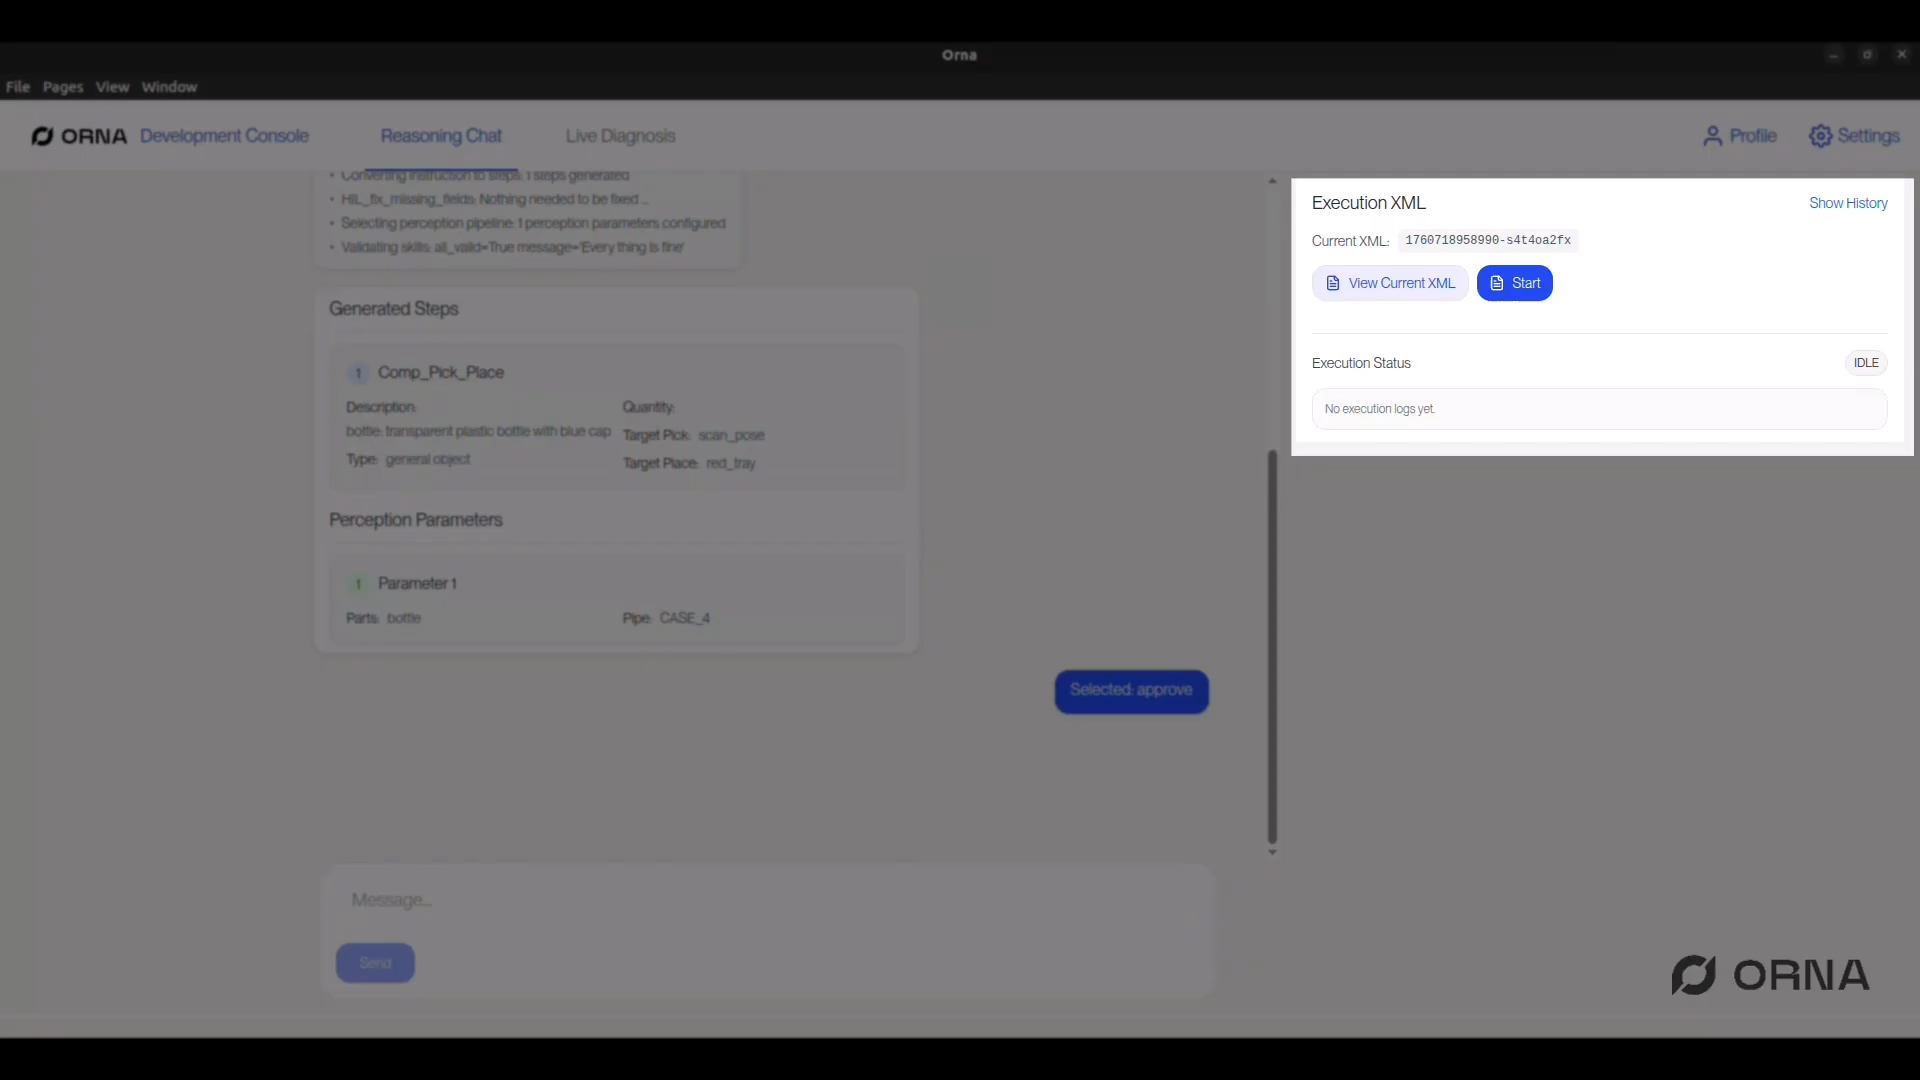 Orna
File Pages View Window
ORNA Development Console Reasoning Chat Live Diagnosis Profile Settings
• Converting instruction to steps: 1 steps generated
• HIL_fix_missing_fields: Nothing needed to be fixed ...
• Selecting perception pipeline: 1 perception parameters configured
• Validating skills: all_valid=True message='Every thing is fine'
Generated Steps
1 Comp_Pick_Place
Description:
bottle: transparent plastic bottle with blue cap
Type: general object
Quantity:
Target Pick: scan_pose
Target Place: red_tray
Perception Parameters
1 Parameter 1
Parts: bottle Pipe: CASE_4
Selected: approve
Message...
Send
Execution XML Show History
Current XML: 1760718958990-s4t4oa2fx
View Current XML Start
Execution Status IDLE
No execution logs yet.
ORNA